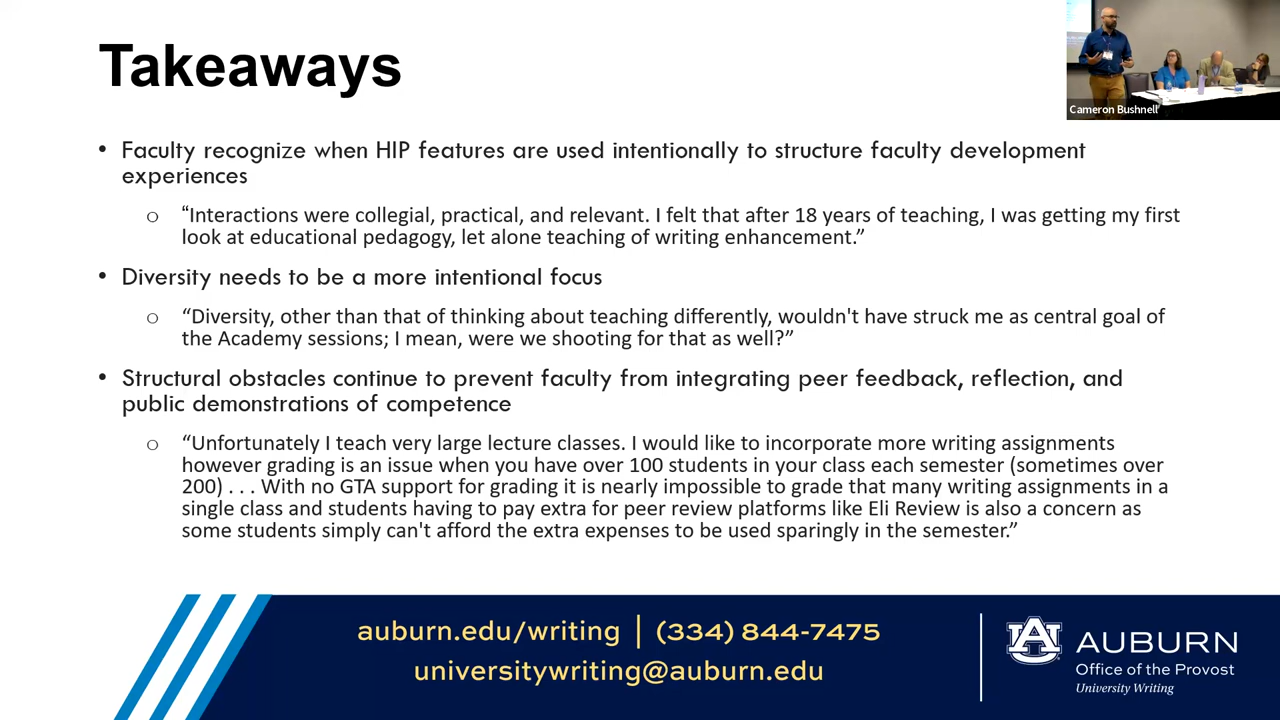 Takeaways
Cameron Bushnell
• Faculty recognize when HIP features are used intentionally to structure faculty development
experiences
o “Interactions were collegial, practical, and relevant. I felt that after 18 years of teaching, I was getting my first
look at educational pedagogy, let alone teaching of writing enhancement.”
• Diversity needs to be a more intentional focus
o “Diversity, other than that of thinking about teaching differently, wouldn't have struck me as central goal of
the Academy sessions; I mean, were we shooting for that as well?”
• Structural obstacles continue to prevent faculty from integrating peer feedback, reflection, and
public demonstrations of competence
o “Unfortunately I teach very large lecture classes. I would like to incorporate more writing assignments
however grading is an issue when you have over 100 students in your class each semester (sometimes over
200) . . . With no GTA support for grading it is nearly impossible to grade that many writing assignments in a
single class and students having to pay extra for peer review platforms like Eli Review is also a concern as
some students simply can't afford the extra expenses to be used sparingly in the semester.”
auburn.edu/writing | (334) 844-7475
universitywriting@auburn.edu
AU AUBURN
Office of the Provost
University Writing